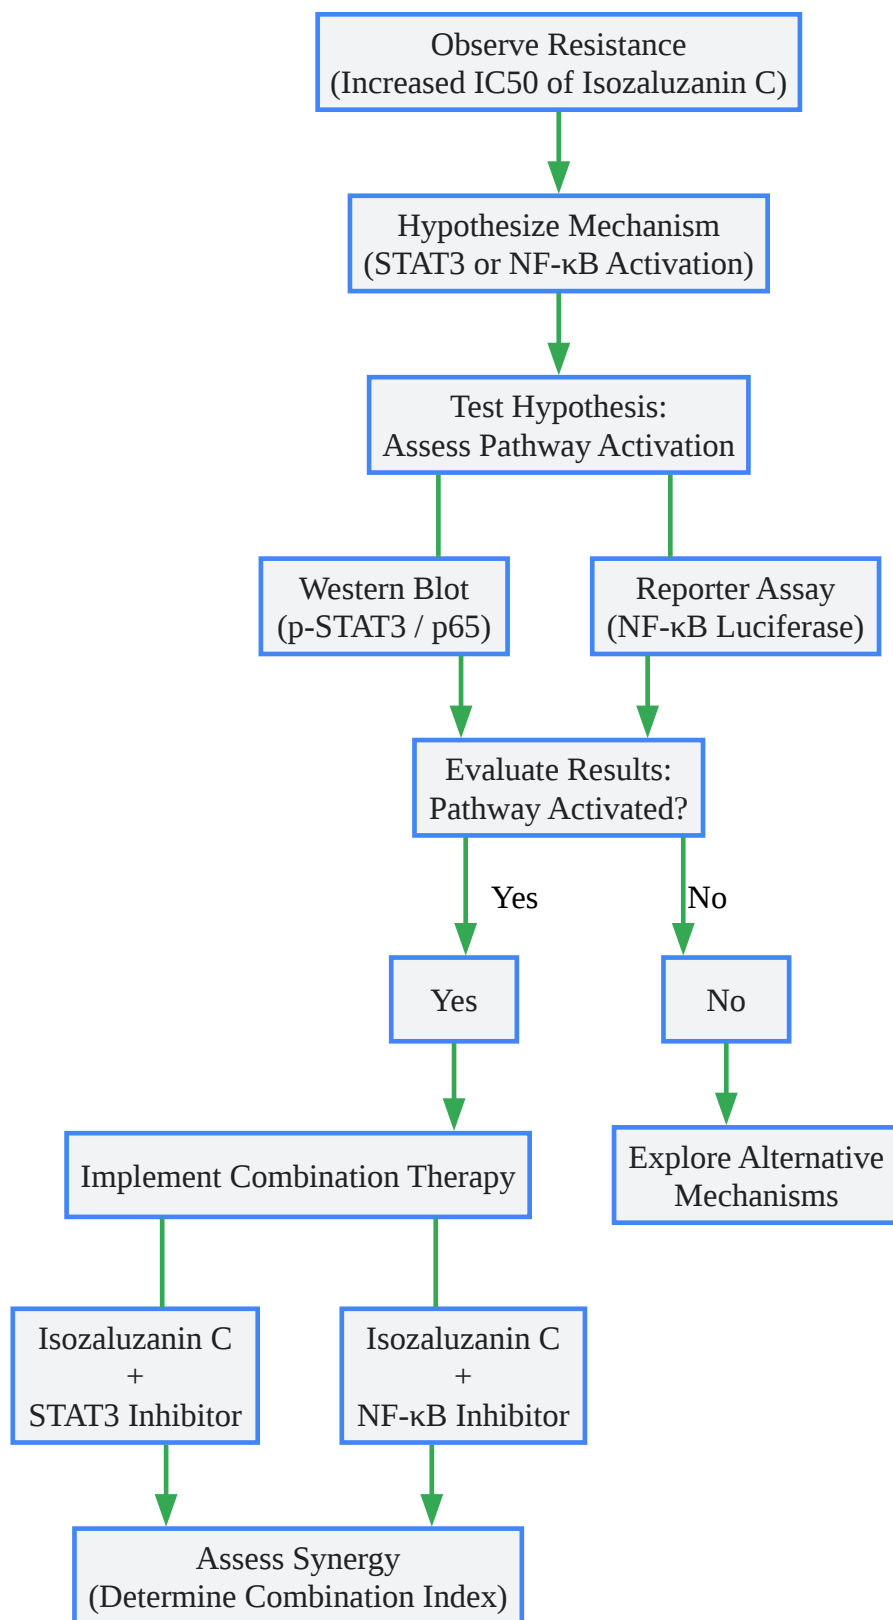 Observe Resistance
(Increased IC50 of Isozaluzanin C)
Hypothesize Mechanism
(STAT3 or NF-κB Activation)
Test Hypothesis:
Assess Pathway Activation
Western Blot
(p-STAT3 / p65)
Reporter Assay
(NF-κB Luciferase)
Evaluate Results:
Pathway Activated?
Yes
No
Yes
No
Implement Combination Therapy
Explore Alternative
Mechanisms
Isozaluzanin C
+
STAT3 Inhibitor
Isozaluzanin C
+
NF-κB Inhibitor
Assess Synergy
(Determine Combination Index)